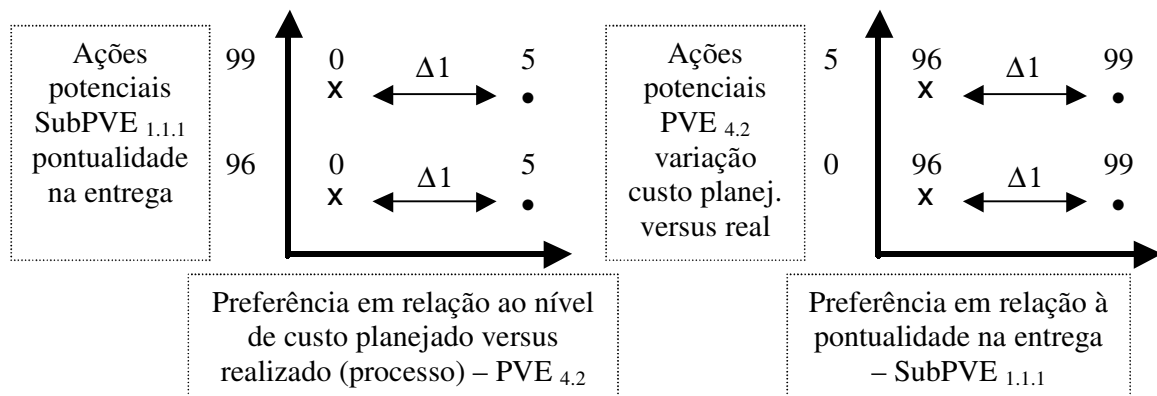 Ações
potenciais
SubPVE 1.1.1
pontualidade
na entrega
99
0
Δ1
5
x
96
0
Δ1
5
x
Preferência em relação ao nível
de custo planejado versus
realizado (processo) – PVE 4.2
Ações
potenciais
PVE 4.2
variação
custo planej.
versus real
5
96
Δ1
99
x
0
96
Δ1
99
x
Preferência em relação à
pontualidade na entrega
– SubPVE 1.1.1